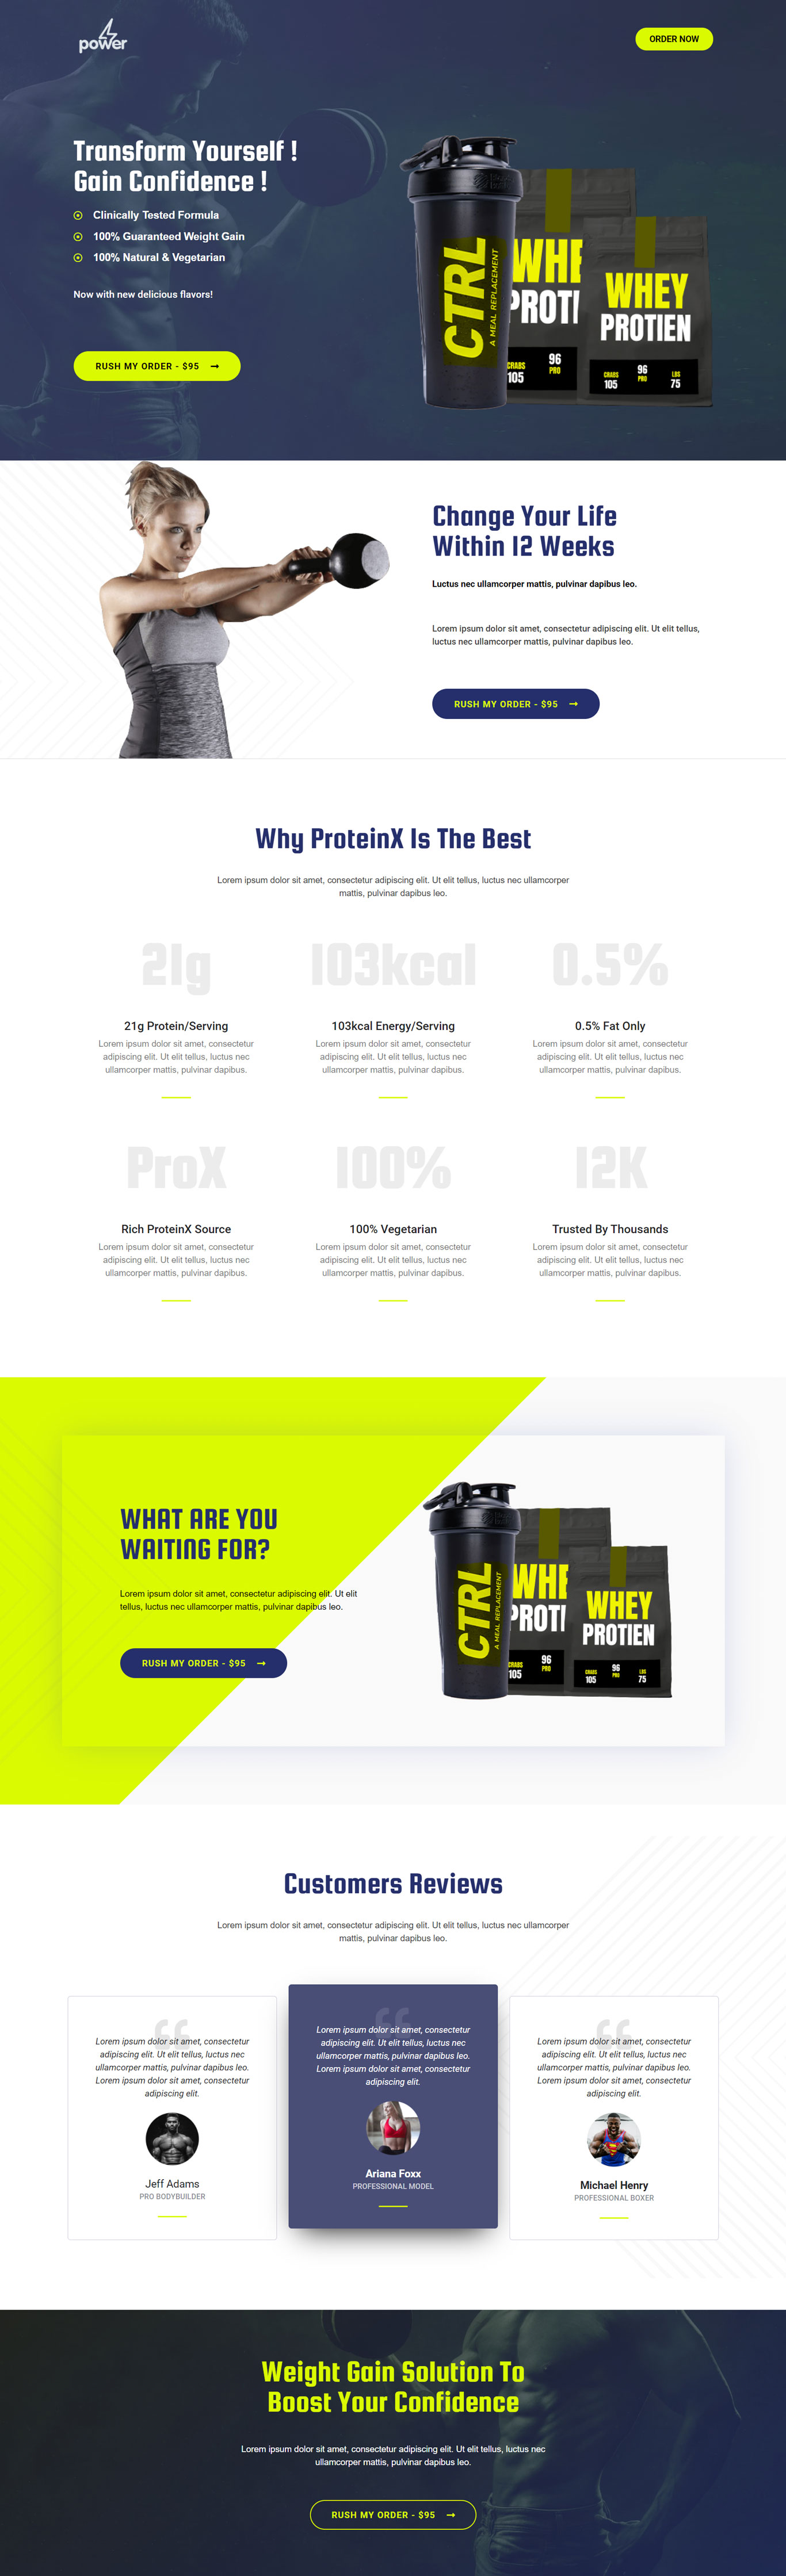 power
ORDER NOW
Transform Yourself !
Gain Confidence !
Clinically Tested Formula
100% Guaranteed Weight Gain
100% Natural & Vegetarian
Now with new delicious flavors!
RUSH MY ORDER - $95
CTRL
A MEAL REPLACEMENT
WHE
PROTI
CRABS
105
96
PRO
WHEY
PROTIEN
CRABS
105
96
PRO
LBS
75
Change Your Life
Within 12 Weeks
Luctus nec ullamcorper mattis, pulvinar dapibus leo.
Lorem ipsum dolor sit amet, consectetur adipiscing elit. Ut elit tellus,
luctus nec ullamcorper mattis, pulvinar dapibus leo.
RUSH MY ORDER - $95
Why ProteinX Is The Best
Lorem ipsum dolor sit amet, consectetur adipiscing elit. Ut elit tellus, luctus nec ullamcorper
mattis, pulvinar dapibus leo.
21g
21g Protein/Serving
Lorem ipsum dolor sit amet, consectetur
adipiscing elit. Ut elit tellus, luctus nec
ullamcorper mattis, pulvinar dapibus.
103kcal
103kcal Energy/Serving
Lorem ipsum dolor sit amet, consectetur
adipiscing elit. Ut elit tellus, luctus nec
ullamcorper mattis, pulvinar dapibus.
0.5%
0.5% Fat Only
Lorem ipsum dolor sit amet, consectetur
adipiscing elit. Ut elit tellus, luctus nec
ullamcorper mattis, pulvinar dapibus.
ProX
Rich ProteinX Source
Lorem ipsum dolor sit amet, consectetur
adipiscing elit. Ut elit tellus, luctus nec
ullamcorper mattis, pulvinar dapibus.
100%
100% Vegetarian
Lorem ipsum dolor sit amet, consectetur
adipiscing elit. Ut elit tellus, luctus nec
ullamcorper mattis, pulvinar dapibus.
12K
Trusted By Thousands
Lorem ipsum dolor sit amet, consectetur
adipiscing elit. Ut elit tellus, luctus nec
ullamcorper mattis, pulvinar dapibus.
WHAT ARE YOU
WAITING FOR?
Lorem ipsum dolor sit amet, consectetur adipiscing elit. Ut elit
tellus, luctus nec ullamcorper mattis, pulvinar dapibus leo.
RUSH MY ORDER - $95
CTRL
A MEAL REPLACEMENT
WHE
PROTI
CRABS
105
96
PRO
WHEY
PROTIEN
CRABS
105
96
PRO
LBS
75
Customers Reviews
Lorem ipsum dolor sit amet, consectetur adipiscing elit. Ut elit tellus, luctus nec ullamcorper
mattis, pulvinar dapibus leo.
Lorem ipsum dolor sit amet, consectetur
adipiscing elit. Ut elit tellus, luctus nec
ullamcorper mattis, pulvinar dapibus leo.
Lorem ipsum dolor sit amet, consectetur
adipiscing elit.
Jeff Adams
PRO BODYBUILDER
Lorem ipsum dolor sit amet, consectetur
adipiscing elit. Ut elit tellus, luctus nec
ullamcorper mattis, pulvinar dapibus leo.
Lorem ipsum dolor sit amet, consectetur
adipiscing elit.
Ariana Foxx
PROFESSIONAL MODEL
Lorem ipsum dolor sit amet, consectetur
adipiscing elit. Ut elit tellus, luctus nec
ullamcorper mattis, pulvinar dapibus leo.
Lorem ipsum dolor sit amet, consectetur
adipiscing elit.
Michael Henry
PROFESSIONAL BOXER
Weight Gain Solution To
Boost Your Confidence
Lorem ipsum dolor sit amet, consectetur adipiscing elit. Ut elit tellus, luctus nec
ullamcorper mattis, pulvinar dapibus leo.
RUSH MY ORDER - $95